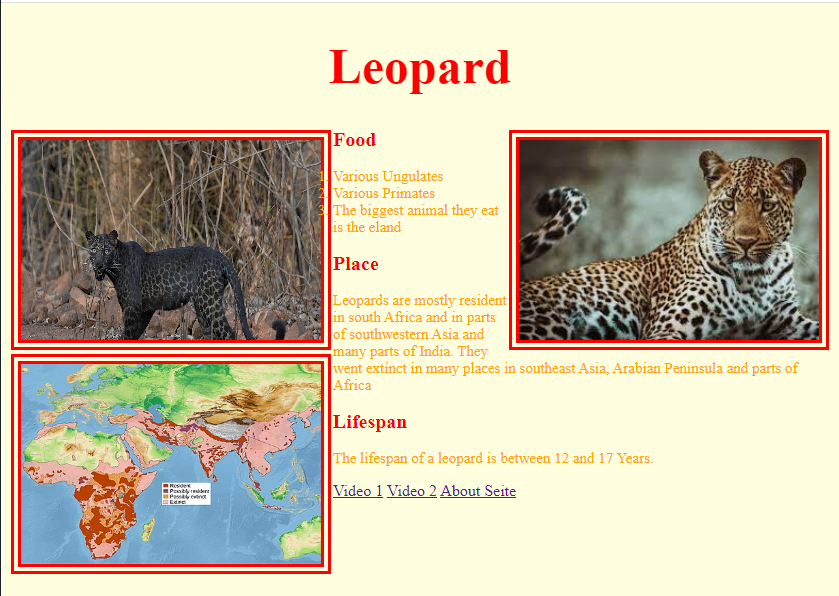 Leopard
Food
1. Various Ungulates
2. Various Primates
3. The biggest animal they eat
is the eland
Place
Leopards are mostly resident
in south Africa and in parts
of southwestern Asia and
many parts of India. They
went extinct in many places in southeast Asia, Arabian Peninsula and parts of
Africa
Resident
Possibly resident
Possibly extinct
Extinct
Lifespan
The lifespan of a leopard is between 12 and 17 Years.
Video 1 Video 2 About Seite